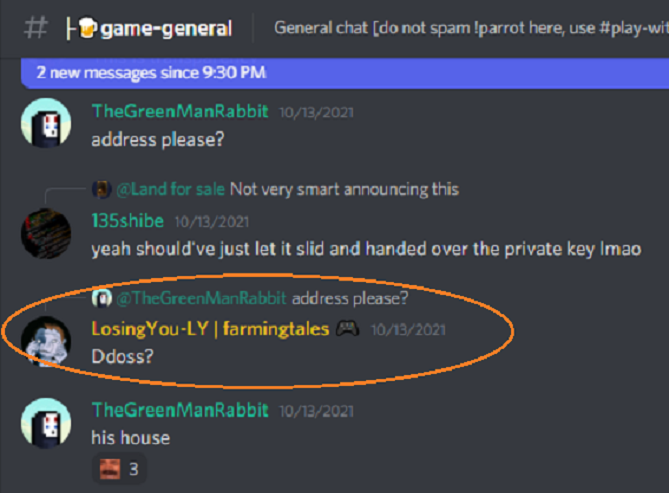 # ├🍺game-general General chat [do not spam !parrot here, use #play-wit
2 new messages since 9:30 PM
TheGreenManRabbit 10/13/2021
address please?
@Land for sale Not very smart announcing this
135shibe 10/13/2021
yeah should've just let it slid and handed over the private key lmao
@TheGreenManRabbit address please?
LosingYou-LY | farmingtales 🎮 10/13/2021
Ddoss?
TheGreenManRabbit 10/13/2021
his house
3